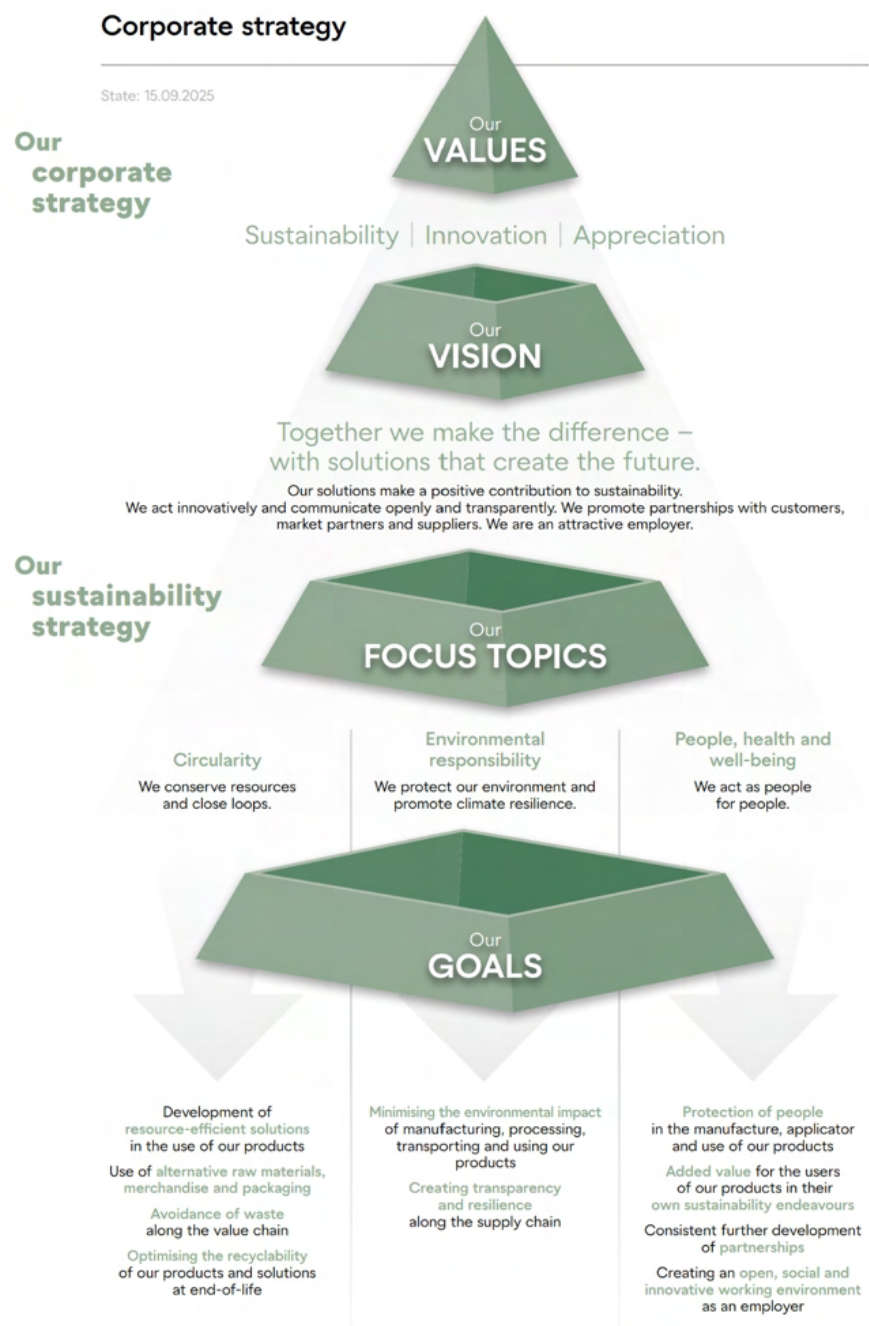 Corporate strategy
State: 15.09.2025
Our
corporate
strategy
Our
VALUES
Sustainability | Innovation | Appreciation
Our
VISION
Together we make the difference –
with solutions that create the future.
Our solutions make a positive contribution to sustainability.
We act innovatively and communicate openly and transparently. We promote partnerships with customers,
market partners and suppliers. We are an attractive employer.
Our
sustainability
strategy
Our
FOCUS TOPICS
Circularity
We conserve resources
and close loops.
Environmental
responsibility
We protect our environment and
promote climate resilience.
People, health and
well-being
We act as people
for people.
Our
GOALS
Development of
resource-efficient solutions
in the use of our products
Use of alternative raw materials,
merchandise and packaging
Avoidance of waste
along the value chain
Optimising the recyclability
of our products and solutions
at end-of-life
Minimising the environmental impact
of manufacturing, processing,
transporting and using our
products
Creating transparency
and resilience
along the supply chain
Protection of people
in the manufacture, applicator
and use of our products
Added value for the users
of our products in their
own sustainability endeavours
Consistent further development
of partnerships
Creating an open, social and
innovative working environment
as an employer